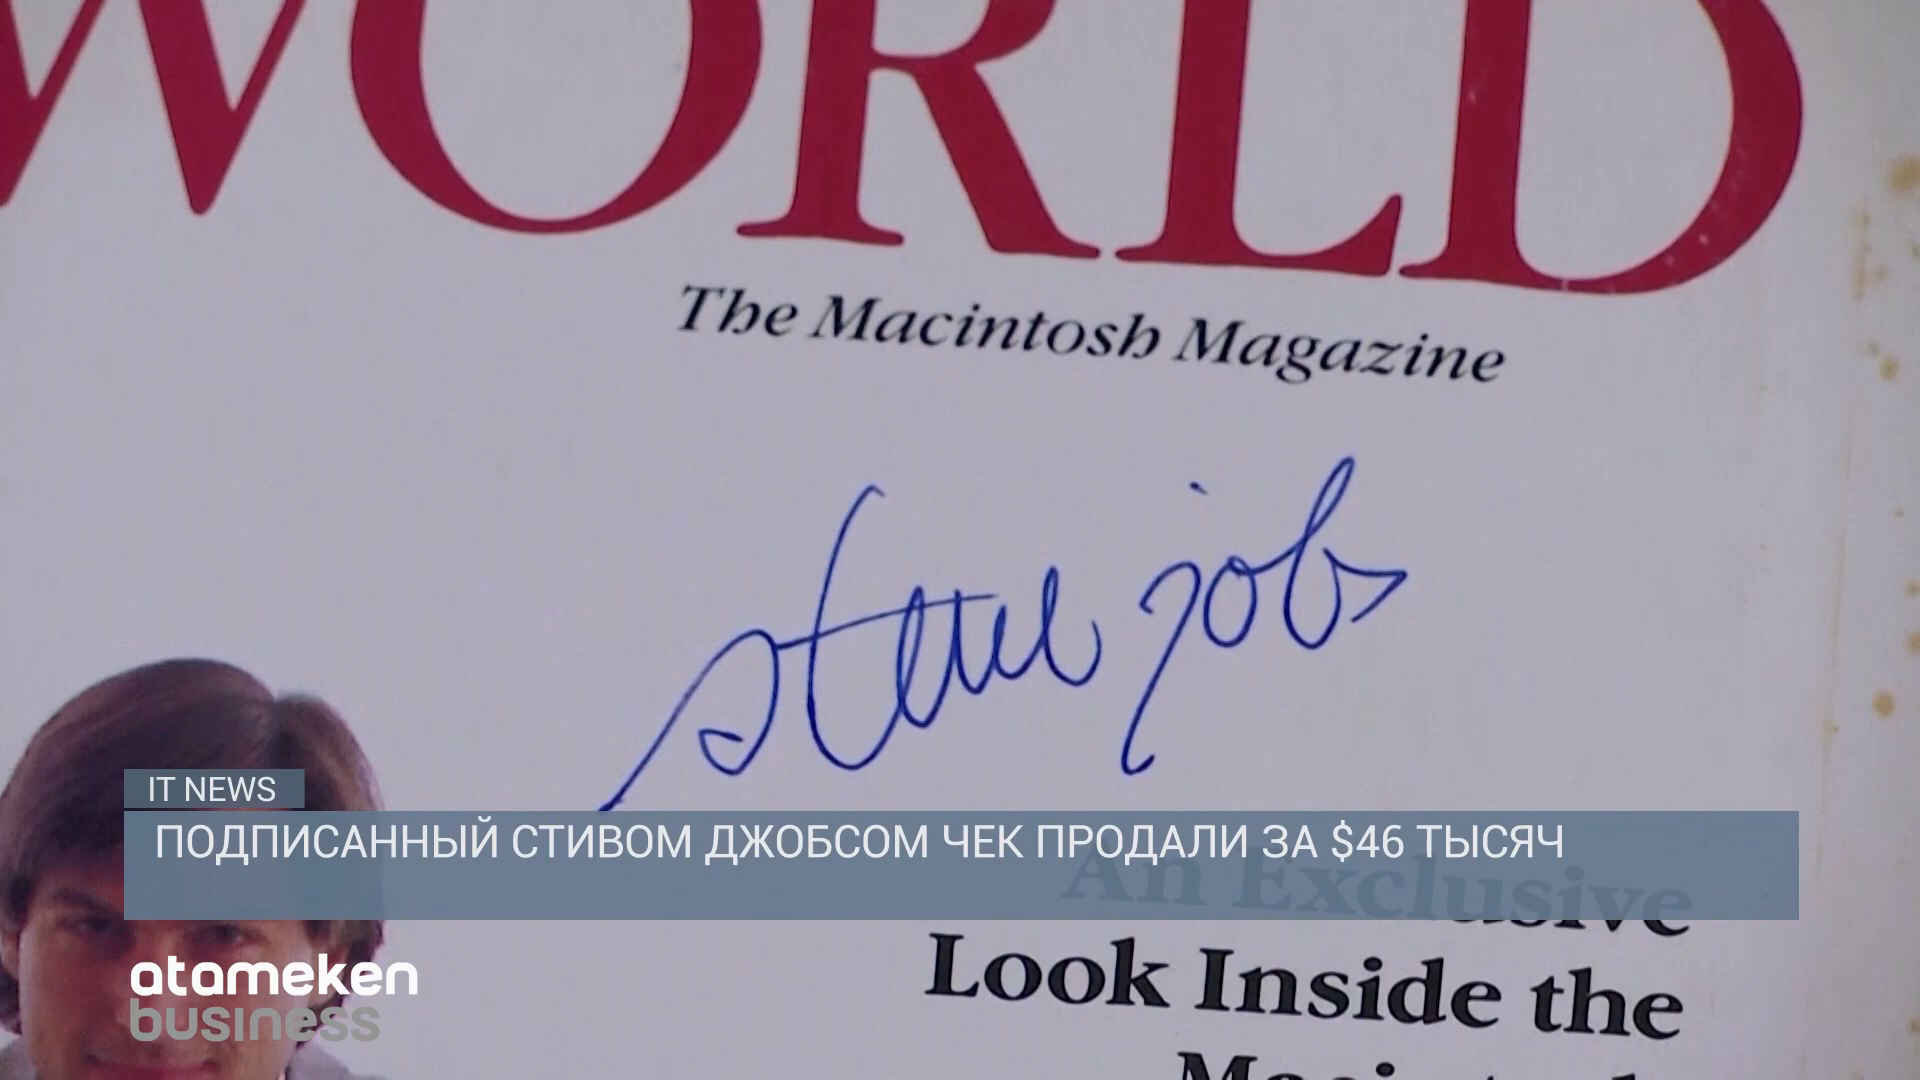 WORLD
The Macintosh Magazine
steve jobs
IT NEWS
ПОДПИСАННЫЙ СТИВОМ ДЖОБСОМ ЧЕК ПРОДАЛИ ЗА $46 ТЫСЯЧ
An Exclusive
Look Inside the
atameken
business